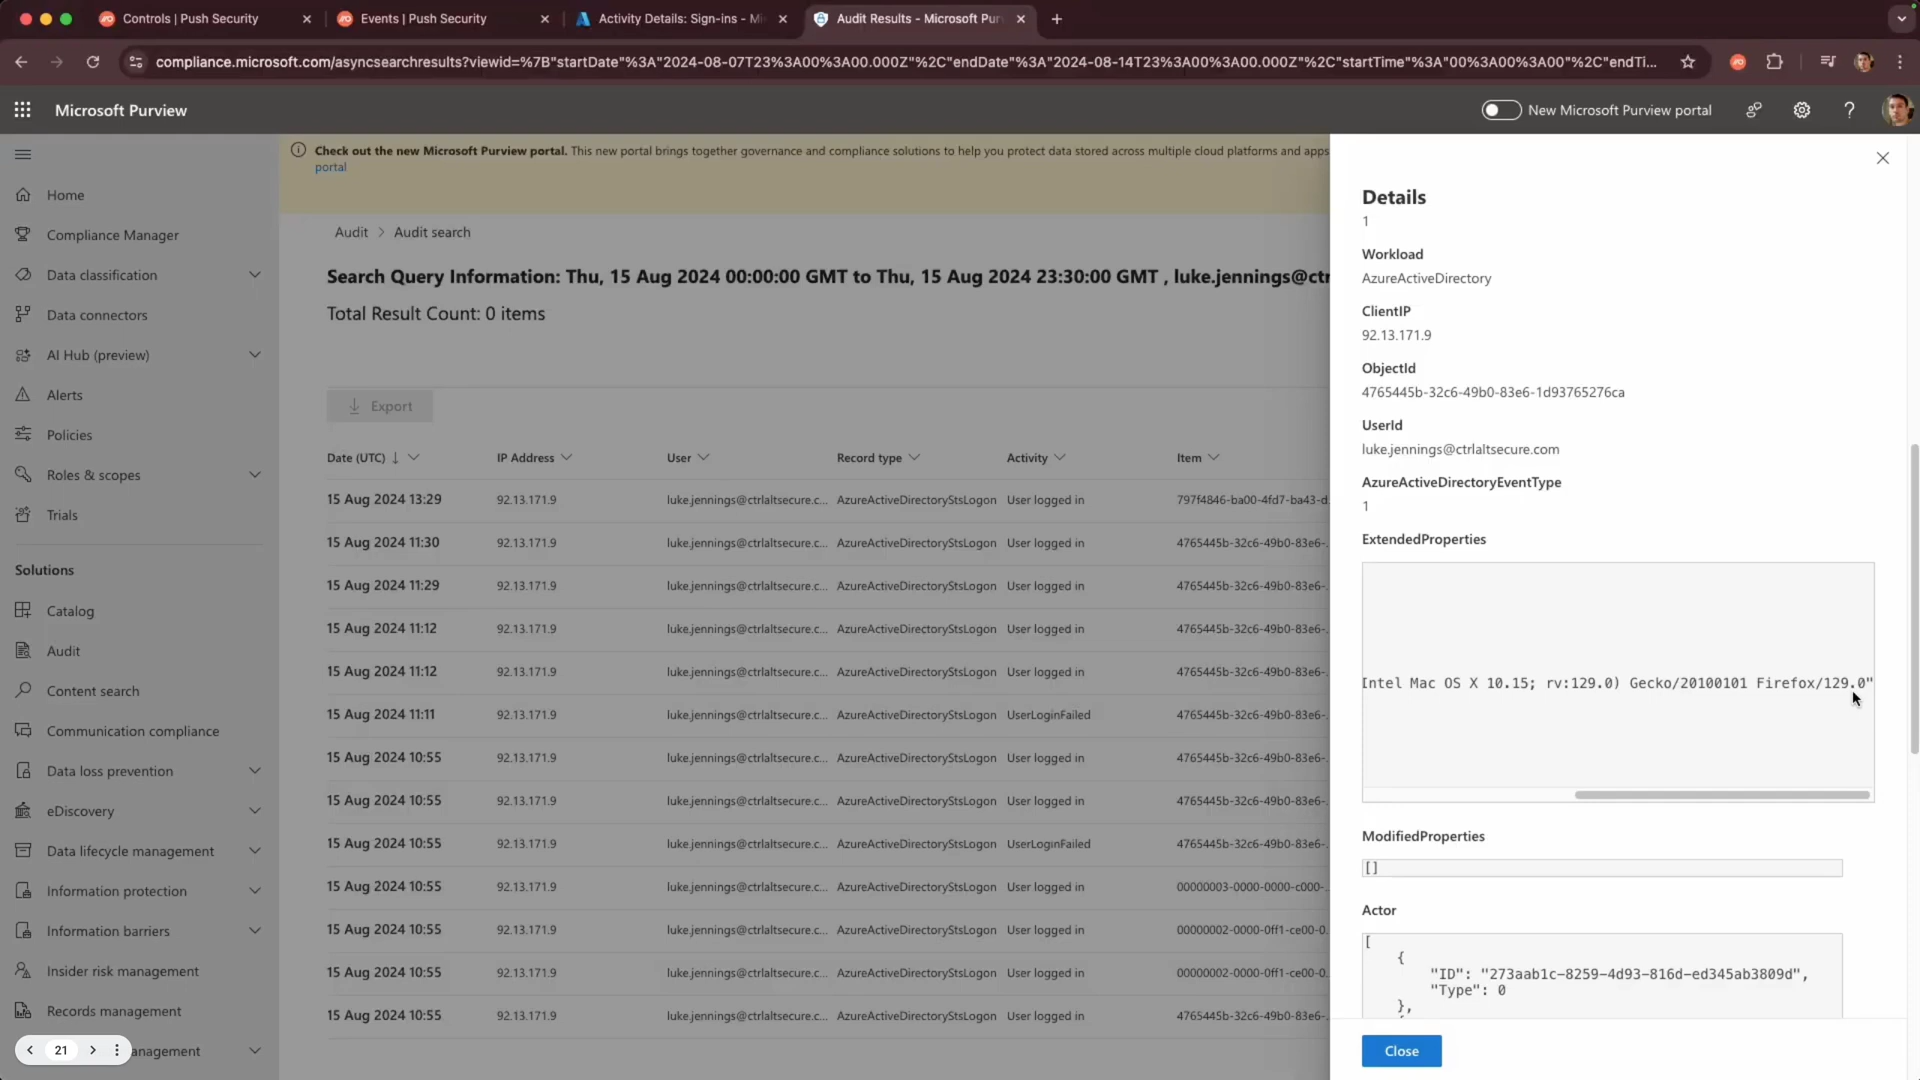 Controls | Push Security
Events | Push Security
Activity Details: Sign-ins - Mi
Audit Results - Microsoft Pur
compliance.microsoft.com/asyncsearchresults?viewid=%7B"startDate"%3A"2024-08-07T23%3A00%3A00.000Z"%2C"endDate"%3A"2024-08-14T23%3A00%3A00.000Z"%2C"startTime"%3A"00%3A00%3A00"%2C"endTi...
Microsoft Purview
New Microsoft Purview portal
Check out the new Microsoft Purview portal. This new portal brings together governance and compliance solutions to help you protect data stored across multiple cloud platforms and apps
portal
Home
Compliance Manager
Data classification
Data connectors
AI Hub (preview)
Alerts
Policies
Roles & scopes
Trials
Solutions
Catalog
Audit
Content search
Communication compliance
Data loss prevention
eDiscovery
Data lifecycle management
Information protection
Information barriers
Insider risk management
Records management
21
anagement
Audit > Audit search
Search Query Information: Thu, 15 Aug 2024 00:00:00 GMT to Thu, 15 Aug 2024 23:30:00 GMT , luke.jennings@ctr
Total Result Count: 0 items
Export
Date (UTC) ↓ IP Address User Record type Activity Item
15 Aug 2024 13:29 92.13.171.9 luke.jennings@ctrlaltsecure.c... AzureActiveDirectoryStsLogon User logged in 797f4846-ba00-4fd7-ba43-d.
15 Aug 2024 11:30 92.13.171.9 luke.jennings@ctrlaltsecure.c... AzureActiveDirectoryStsLogon User logged in 4765445b-32c6-49b0-83e6-.
15 Aug 2024 11:29 92.13.171.9 luke.jennings@ctrlaltsecure.c... AzureActiveDirectoryStsLogon User logged in 4765445b-32c6-49b0-83e6-.
15 Aug 2024 11:12 92.13.171.9 luke.jennings@ctrlaltsecure.c... AzureActiveDirectoryStsLogon User logged in 4765445b-32c6-49b0-83e6-.
15 Aug 2024 11:12 92.13.171.9 luke.jennings@ctrlaltsecure.c... AzureActiveDirectoryStsLogon User logged in 4765445b-32c6-49b0-83e6-.
15 Aug 2024 11:11 92.13.171.9 luke.jennings@ctrlaltsecure.c... AzureActiveDirectoryStsLogon UserLoginFailed 4765445b-32c6-49b0-83e6-.
15 Aug 2024 10:55 92.13.171.9 luke.jennings@ctrlaltsecure.c... AzureActiveDirectoryStsLogon User logged in 4765445b-32c6-49b0-83e6-.
15 Aug 2024 10:55 92.13.171.9 luke.jennings@ctrlaltsecure.c... AzureActiveDirectoryStsLogon User logged in 4765445b-32c6-49b0-83e6-.
15 Aug 2024 10:55 92.13.171.9 luke.jennings@ctrlaltsecure.c... AzureActiveDirectoryStsLogon UserLoginFailed 4765445b-32c6-49b0-83e6-.
15 Aug 2024 10:55 92.13.171.9 luke.jennings@ctrlaltsecure.c... AzureActiveDirectoryStsLogon User logged in 00000003-0000-0000-c000-.
15 Aug 2024 10:55 92.13.171.9 luke.jennings@ctrlaltsecure.c... AzureActiveDirectoryStsLogon User logged in 00000002-0000-0ff1-ce00-0.
15 Aug 2024 10:55 92.13.171.9 luke.jennings@ctrlaltsecure.c... AzureActiveDirectoryStsLogon User logged in 00000002-0000-0ff1-ce00-0.
15 Aug 2024 10:55 92.13.171.9 luke.jennings@ctrlaltsecure.c... AzureActiveDirectoryStsLogon User logged in 4765445b-32c6-49b0-83e6-.
Details
1
Workload
AzureActiveDirectory
ClientIP
92.13.171.9
ObjectId
4765445b-32c6-49b0-83e6-1d93765276ca
UserId
luke.jennings@ctrlaltsecure.com
AzureActiveDirectoryEventType
1
ExtendedProperties
Intel Mac OS X 10.15; rv:129.0) Gecko/20100101 Firefox/129.0"
ModifiedProperties
[]
Actor
[
{
"ID": "273aab1c-8259-4d93-816d-ed345ab3809d",
"Type": 0
},
Close